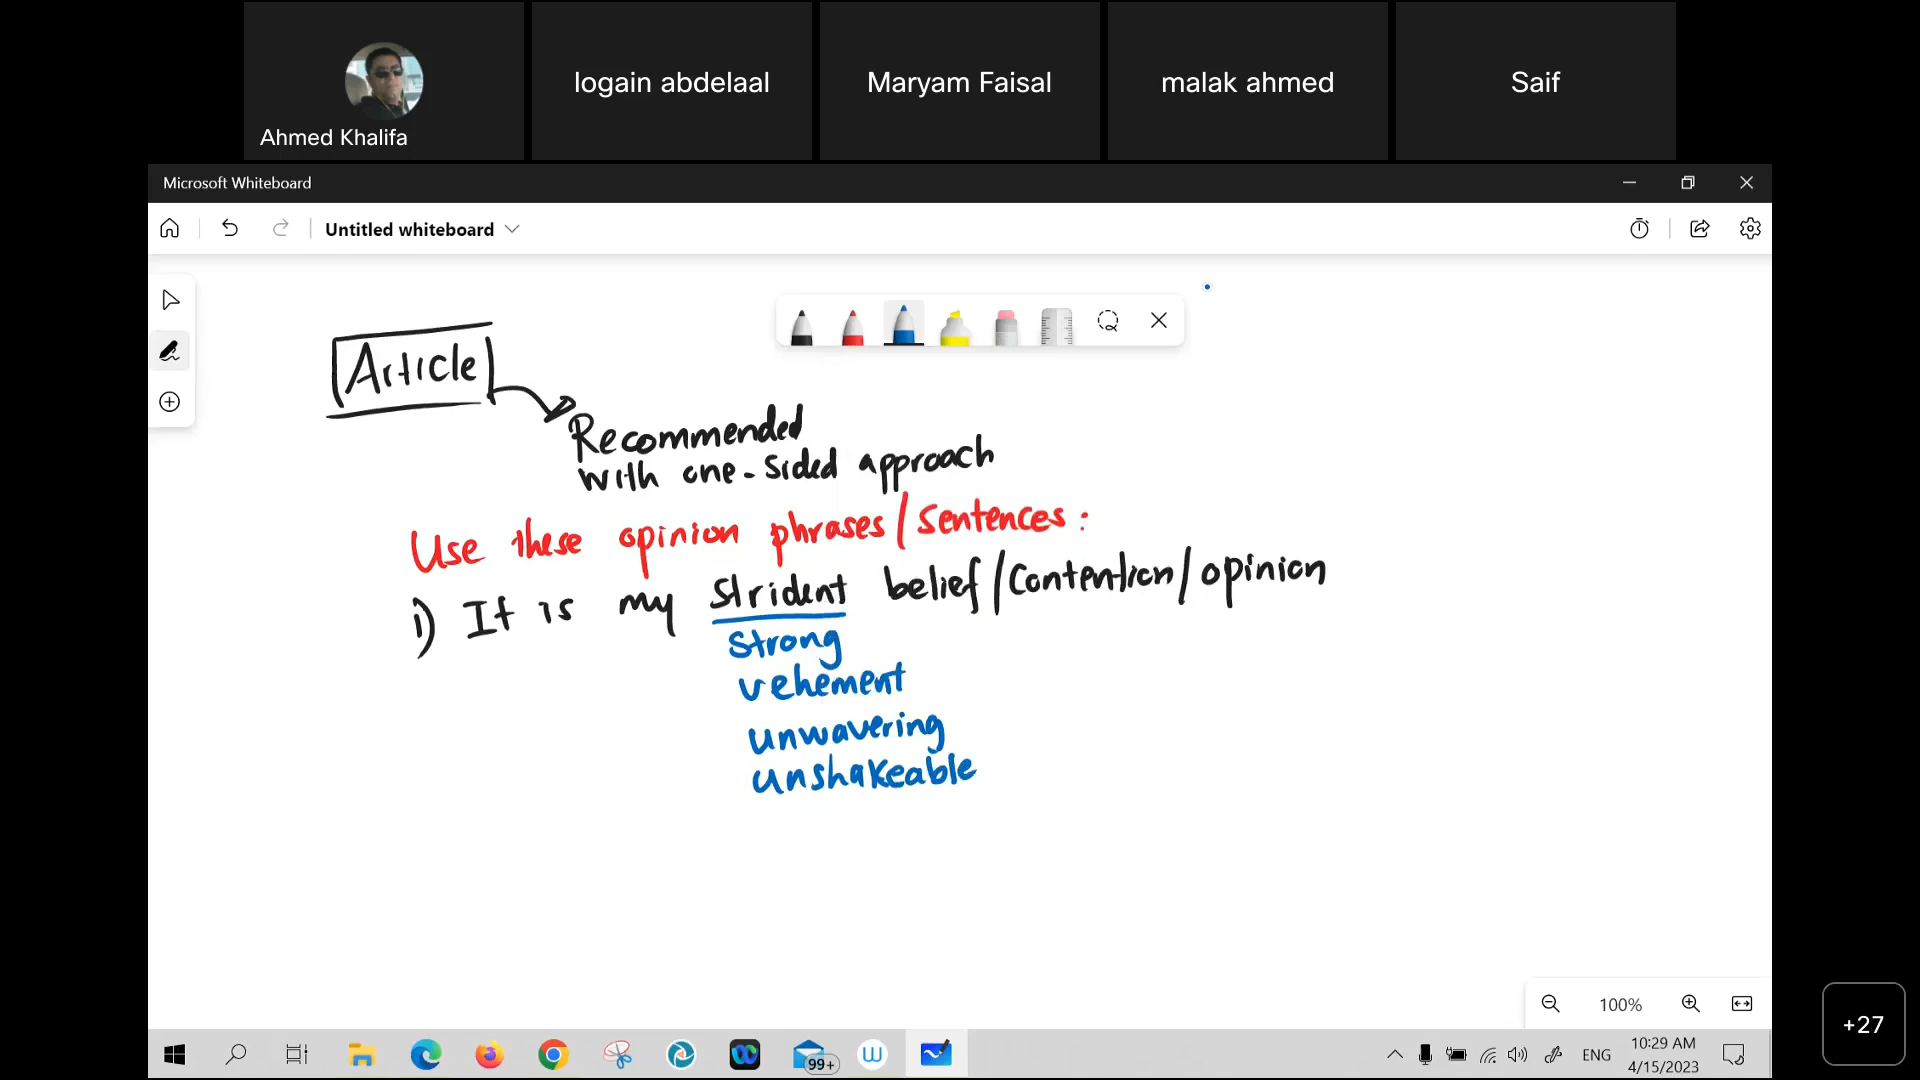 logain abdelaal
Maryam Faisal
malak ahmed
Saif
Ahmed Khalifa
Microsoft Whiteboard
Untitled whiteboard
Article
Recommended
with one-sided approach
Use these opinion phrases/sentences:
1) It is my strident belief/contention/opinion
strong
vehement
unwavering
unshakeable
100%
+27
99+
ENG
10:29 AM
4/15/2023